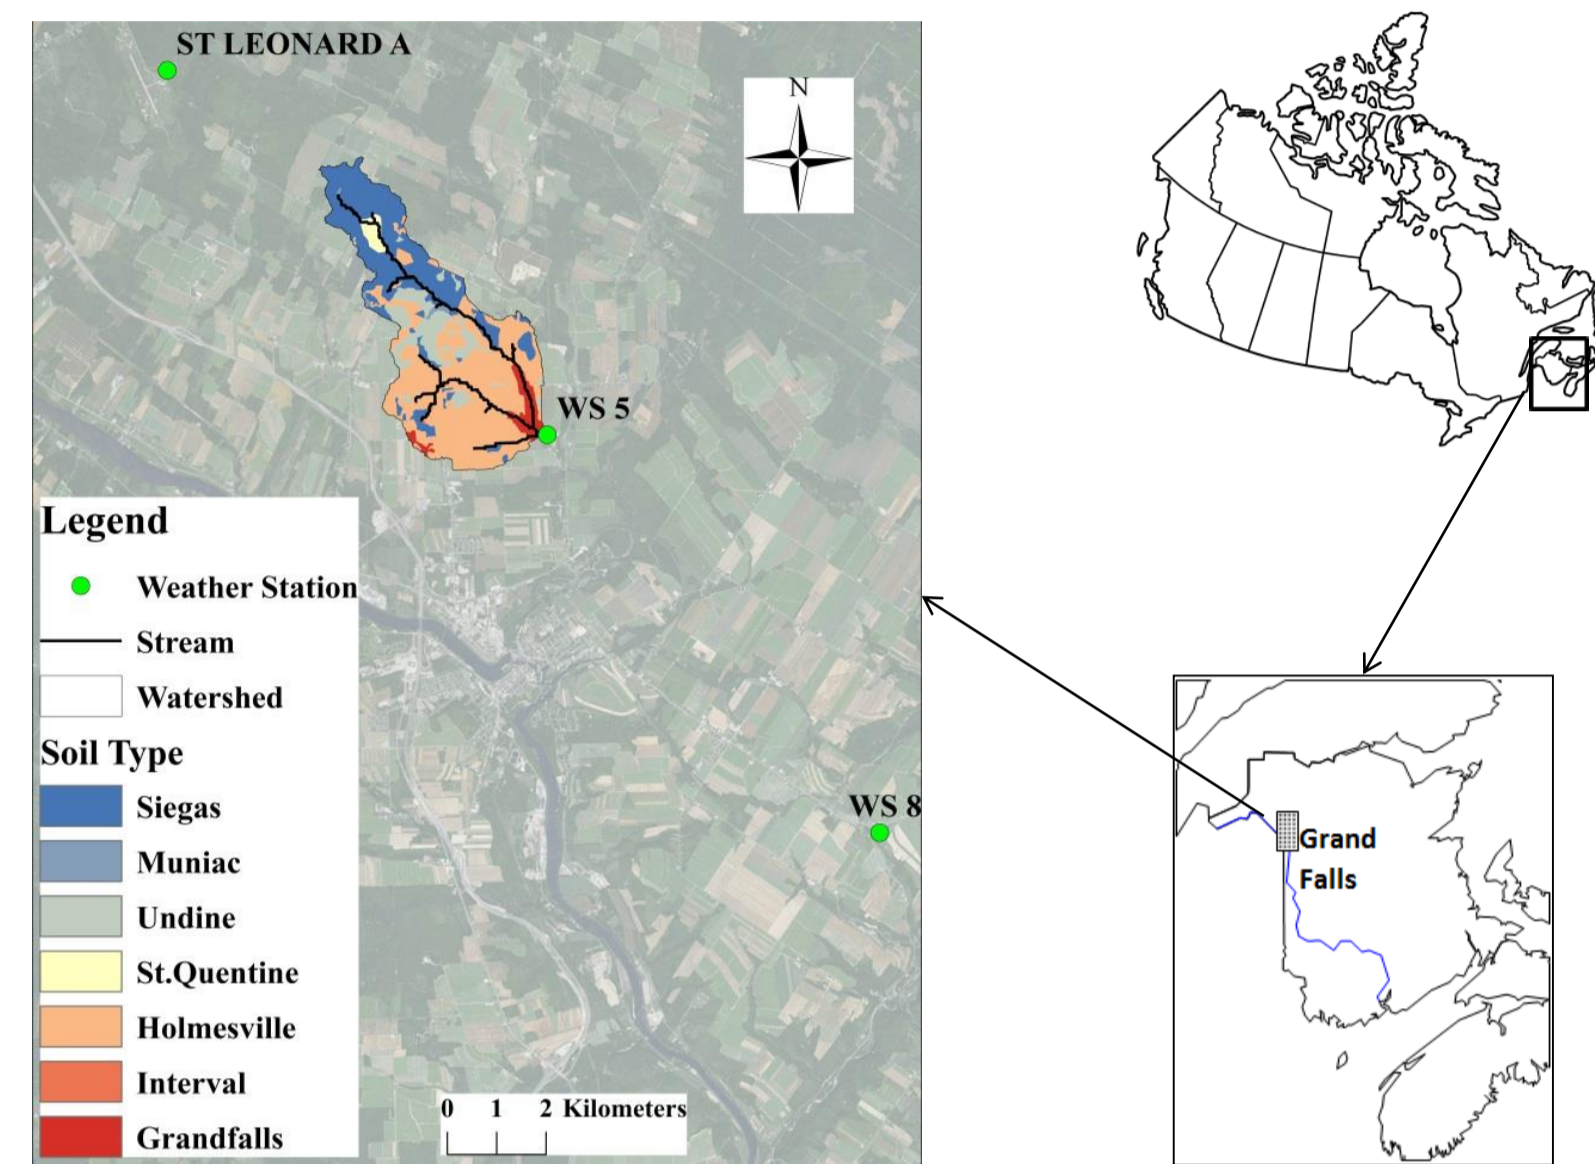 ST LEONARD A
N
WS 5
WS 8
Legend
Weather Station
Stream
Watershed
Soil Type
Siegas
Muniac
Undine
St.Quentine
Holmesville
Interval
Grandfalls
0 1 2 Kilometers
Grand
Falls